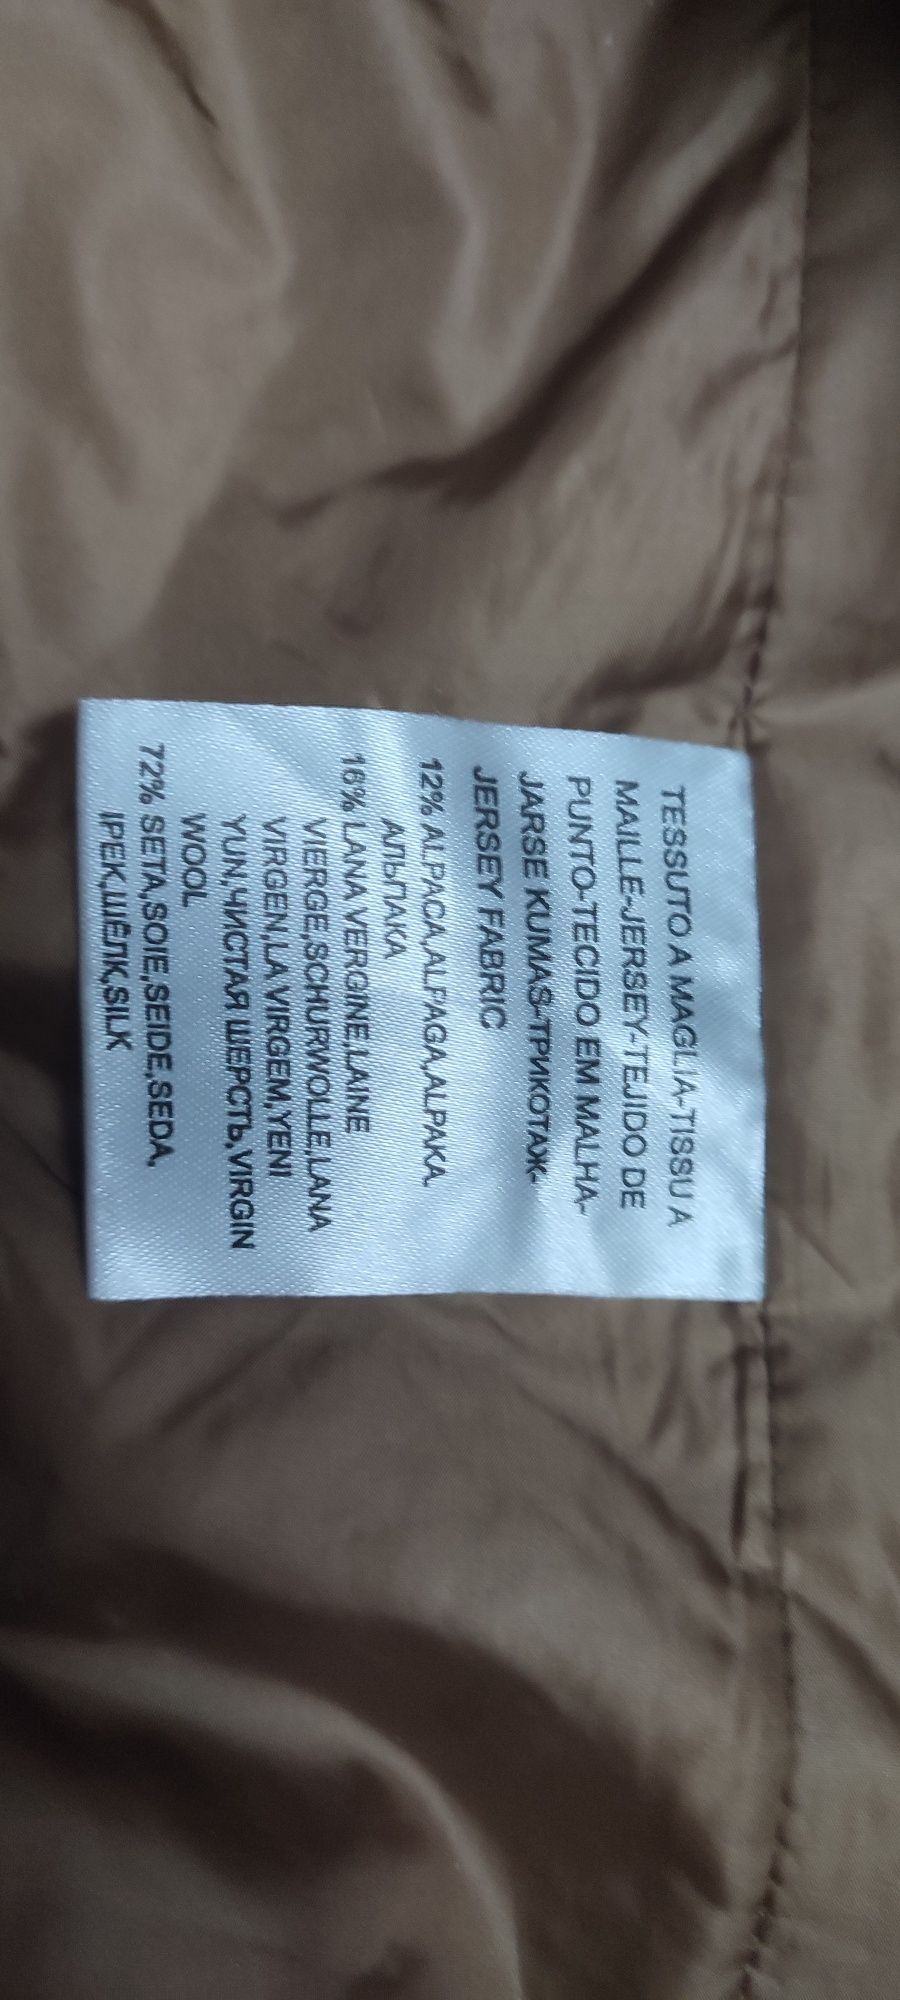 TESSUTO A MAGLIA-TISSU A
MAILLE-JERSEY-TEJIDO DE
PUNTO-TECIDO EM MALHA-
JARSE KUMAS-ТРИКОТАЖ-
JERSEY FABRIC
12% ALPACA,ALPAGA,ALPAKA,
АЛЬПАКА
16% LANA VERGINE,LAINE
VIERGE,SCHURWOLLE,LANA
VIRGEN,LA VIRGEM,YENI
YUN,ЧИСТАЯ ШЕРСТЬ,VIRGIN
WOOL
72% SETA,SOIE,SEIDE,SEDA,
IPEK,ШЁЛК,SILK